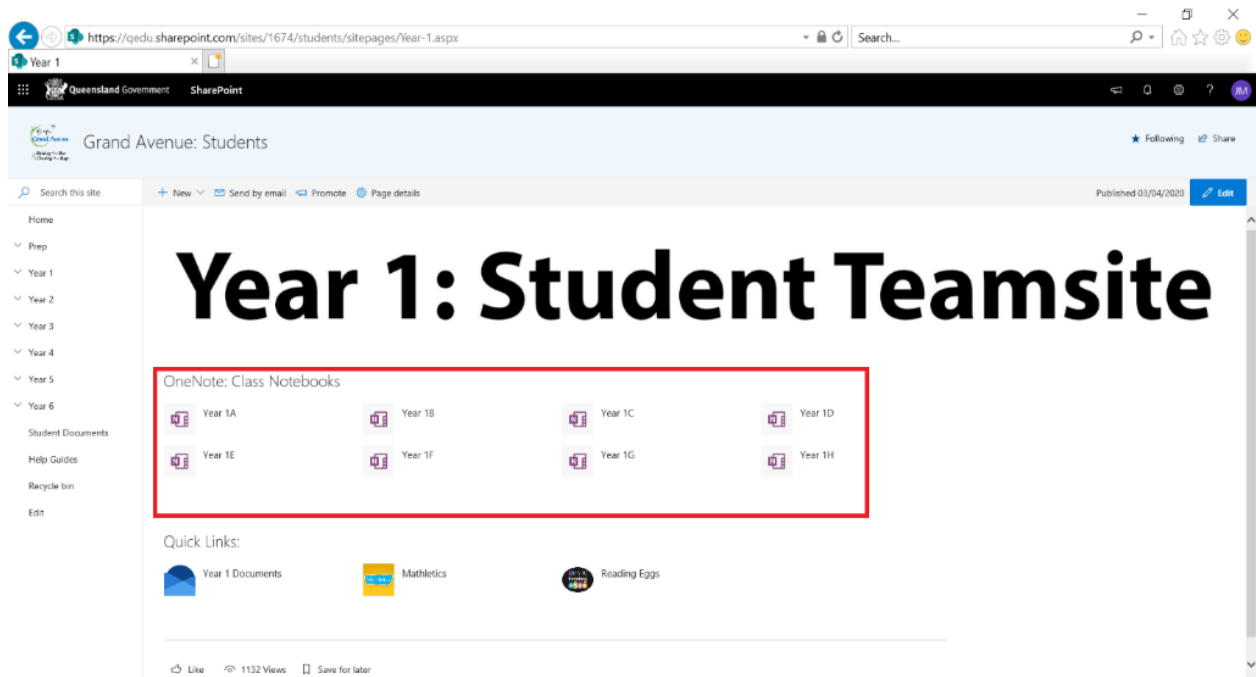 https://qedu.sharepoint.com/sites/1674/students/sitepages/Year-1.aspx
Search...
Year 1
Queensland Government SharePoint
JM
Grand Avenue: Students
Following Share
Search this site
New Send by email Promote Page details
Published 03/04/2020 Edit
Home
Prep
Year 1
Year 2
Year 3
Year 4
Year 5
Year 6
Student Documents
Help Guides
Recycle bin
Edit
Year 1: Student Teamsite
OneNote: Class Notebooks
Year 1A Year 1B Year 1C Year 1D
Year 1E Year 1F Year 1G Year 1H
Quick Links:
Year 1 Documents Mathletics Reading Eggs
Like 1132 Views Save for later